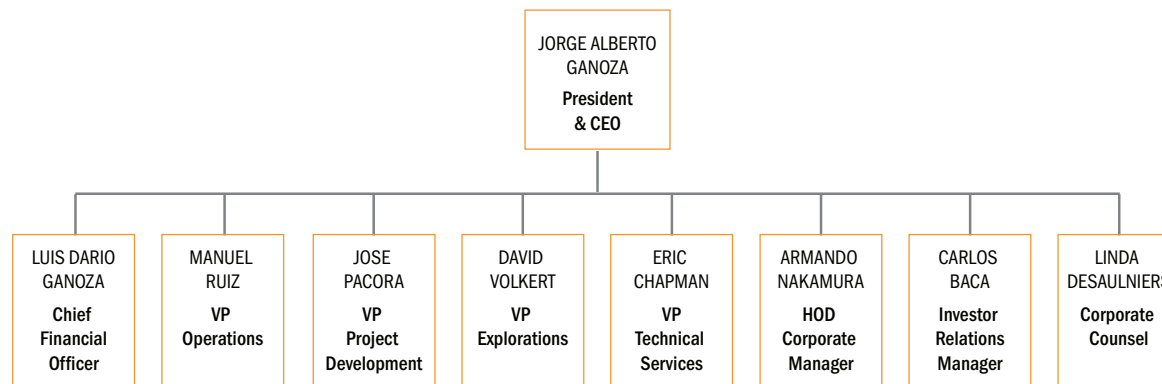 JORGE ALBERTO
GANOZA
President
& CEO
LUIS DARIO
GANOZA
Chief
Financial
Officer
MANUEL
RUIZ
VP
Operations
JOSE
PACORA
VP
Project
Development
DAVID
VOLKERT
VP
Explorations
ERIC
CHAPMAN
VP
Technical
Services
ARMANDO
NAKAMURA
HOD
Corporate
Manager
CARLOS
BACA
Investor
Relations
Manager
LINDA
DESAULNIERS
Corporate
Counsel